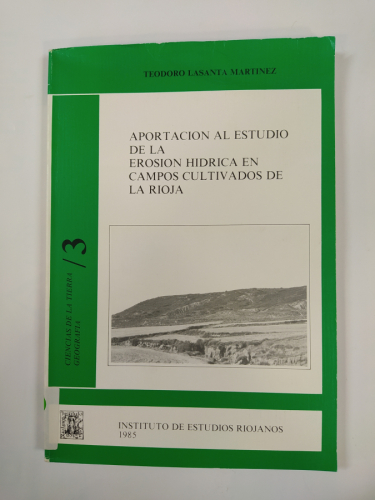 TEODORO LASANTA MARTINEZ
APORTACION AL ESTUDIO
DE LA
EROSION HIDRICA EN
CAMPOS CULTIVADOS DE
LA RIOJA
CIENCIAS DE LA TIERRA
GEOGRAFIA
/3
INSTITUTO DE ESTUDIOS RIOJANOS
1985